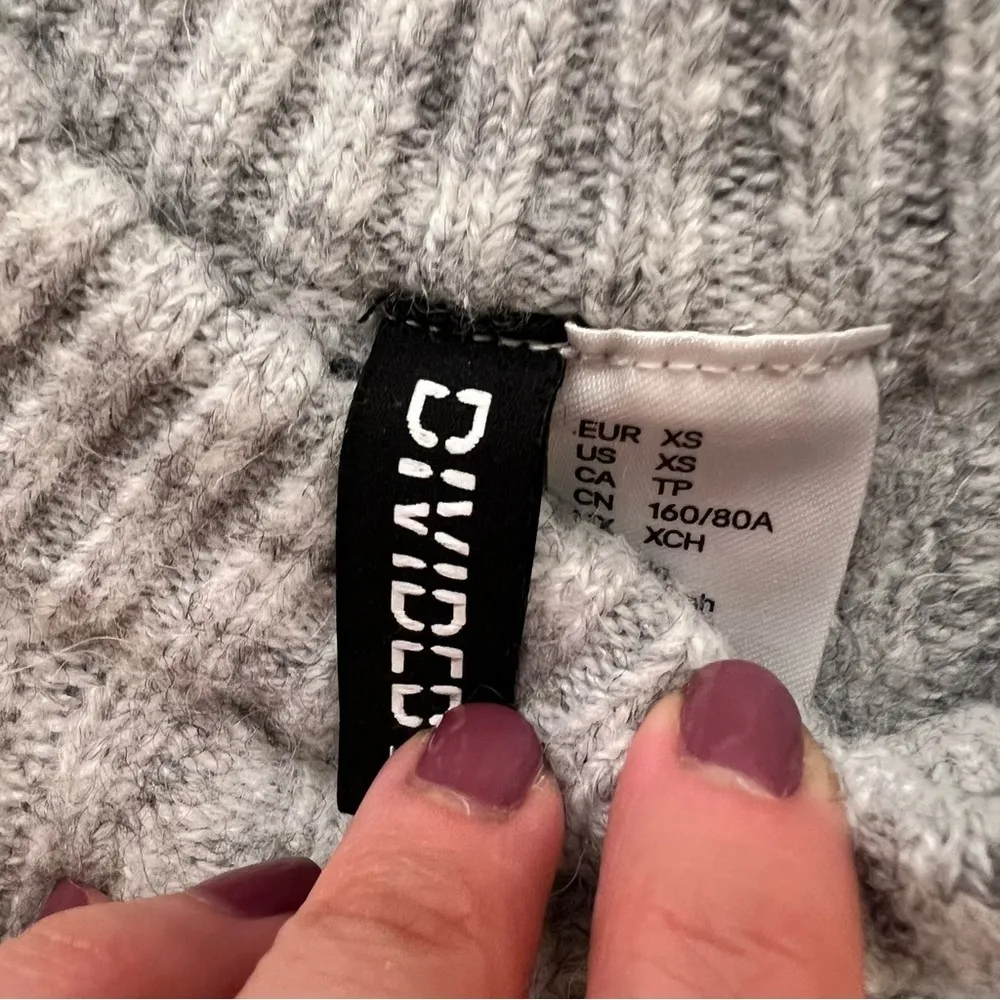 DIVIDED
EUR XS
US XS
CA TP
CN 160/80A
XCH